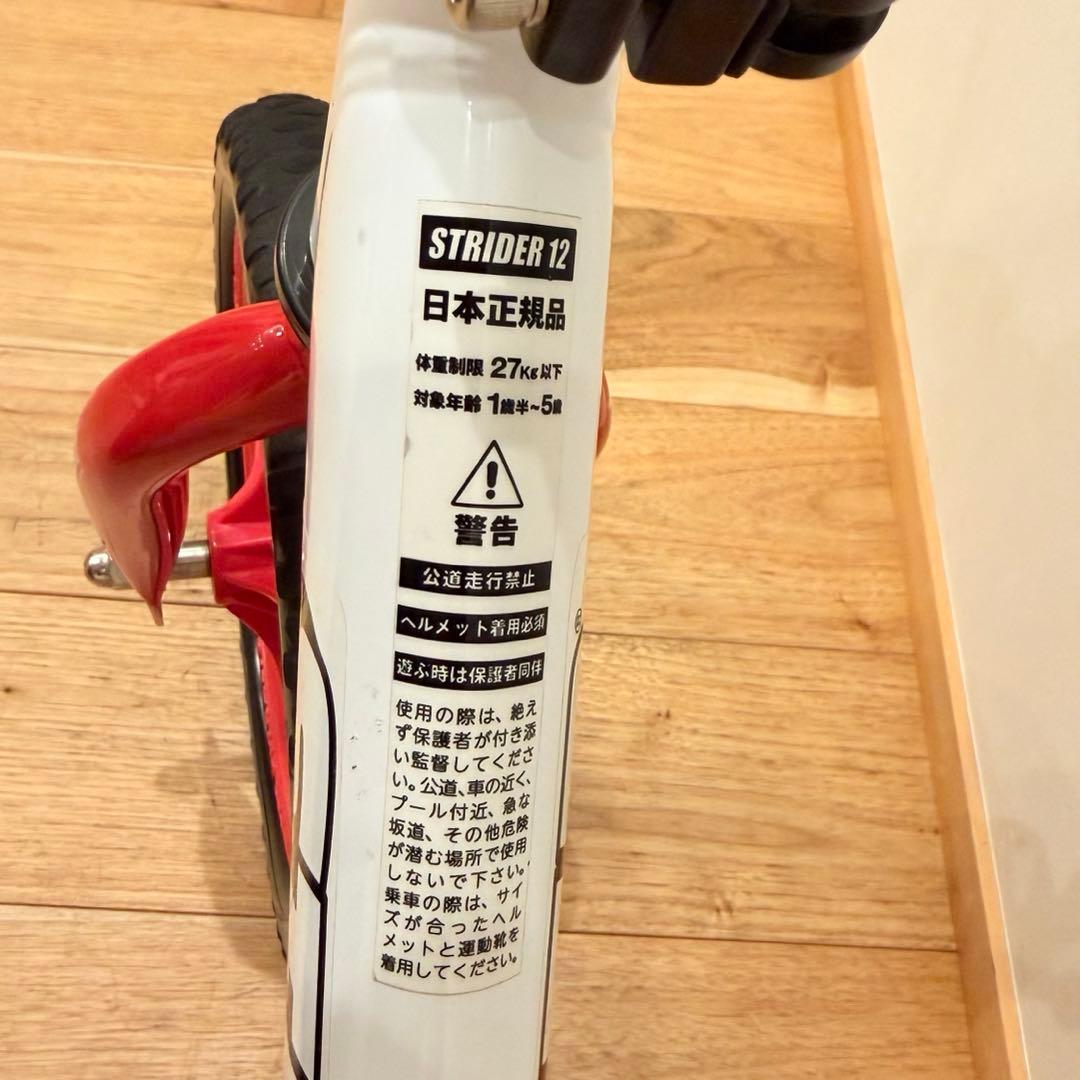 STRIDER 12
日本正規品
体重制限 27Kg以下
対象年齢 1歳半~5歳
警告
公道走行禁止
ヘルメット着用必須
遊ぶ時は保護者同伴
使用の際は、絶え
ず保護者が付き添
い監督してくださ
い。公道、車の近く、
プール付近、急な
坂道、その他危険
が潜む場所で使用
しないで下さい。
乗車の際は、サイ
ズが合ったヘル
メットと運動靴を
着用してください。